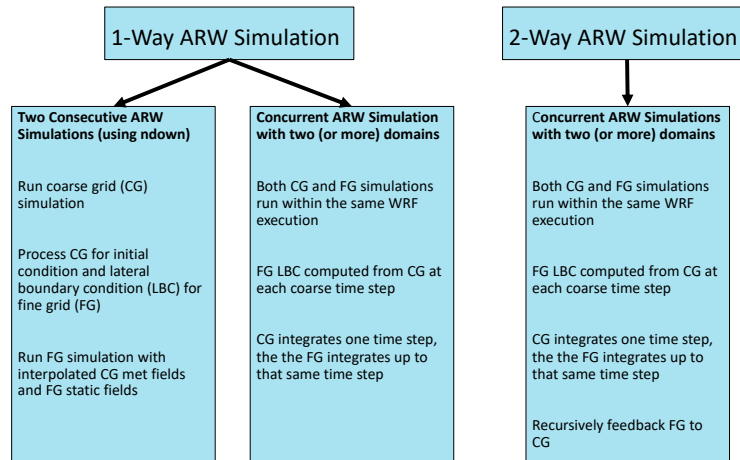 1-Way ARW Simulation
2-Way ARW Simulation
Two Consecutive ARW
Simulations (using ndown)
Run coarse grid (CG)
simulation
Process CG for initial
condition and lateral
boundary condition (LBC) for
fine grid (FG)
Run FG simulation with
interpolated CG met fields
and FG static fields
Concurrent ARW Simulation
with two (or more) domains
Both CG and FG simulations
run within the same WRF
execution
FG LBC computed from CG at
each coarse time step
CG integrates one time step,
the the FG integrates up to
that same time step
Concurrent ARW Simulations
with two (or more) domains
Both CG and FG simulations
run within the same WRF
execution
FG LBC computed from CG at
each coarse time step
CG integrates one time step,
the the FG integrates up to
that same time step
Recursively feedback FG to
CG